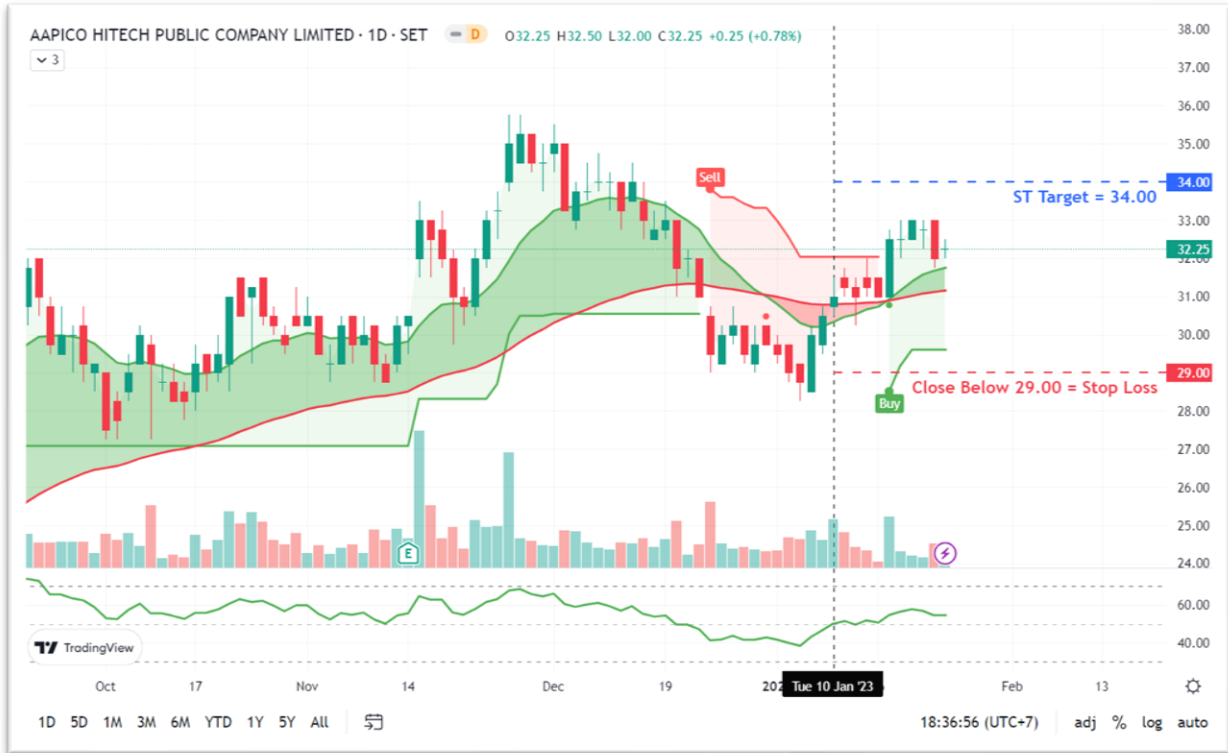 AAPICO HITECH PUBLIC COMPANY LIMITED · 1D · SET D O32.25 H32.50 L32.00 C32.25 +0.25 (+0.78%)
3
38.00
37.00
36.00
35.00
34.00
ST Target = 34.00
33.00
32.25
32.00
31.00
30.00
29.00
Close Below 29.00 = Stop Loss
28.00
27.00
26.00
25.00
24.00
Sell
Buy
E
60.00
40.00
TradingView
Oct 17 Nov 14 Dec 19 202 Tue 10 Jan '23 Feb 13
1D 5D 1M 3M 6M YTD 1Y 5Y All 18:36:56 (UTC+7) adj % log auto